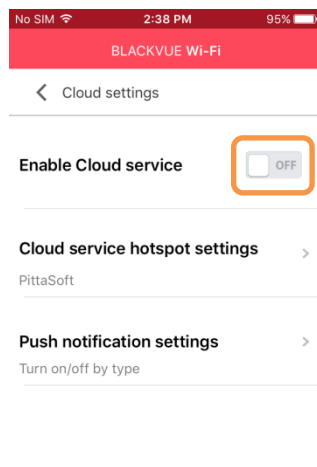 No SIM 2:38 PM 95%
BLACKVUE Wi-Fi
Cloud settings
Enable Cloud service OFF
Cloud service hotspot settings
PittaSoft
Push notification settings
Turn on/off by type